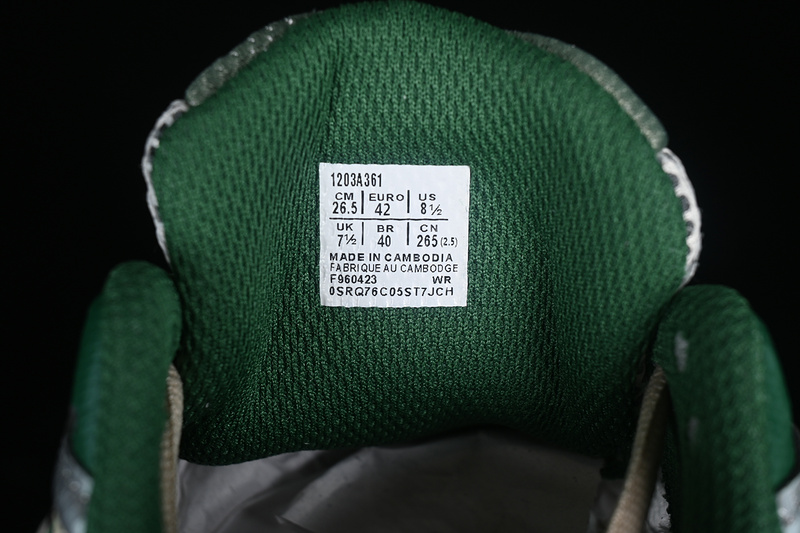 1203A361
CM EURO US
26.5 42 8½
UK BR CN
7½ 40 265 (2.5)
MADE IN CAMBODIA
FABRIQUE AU CAMBODGE
F960423 WR
0SRQ76C05ST7JCH